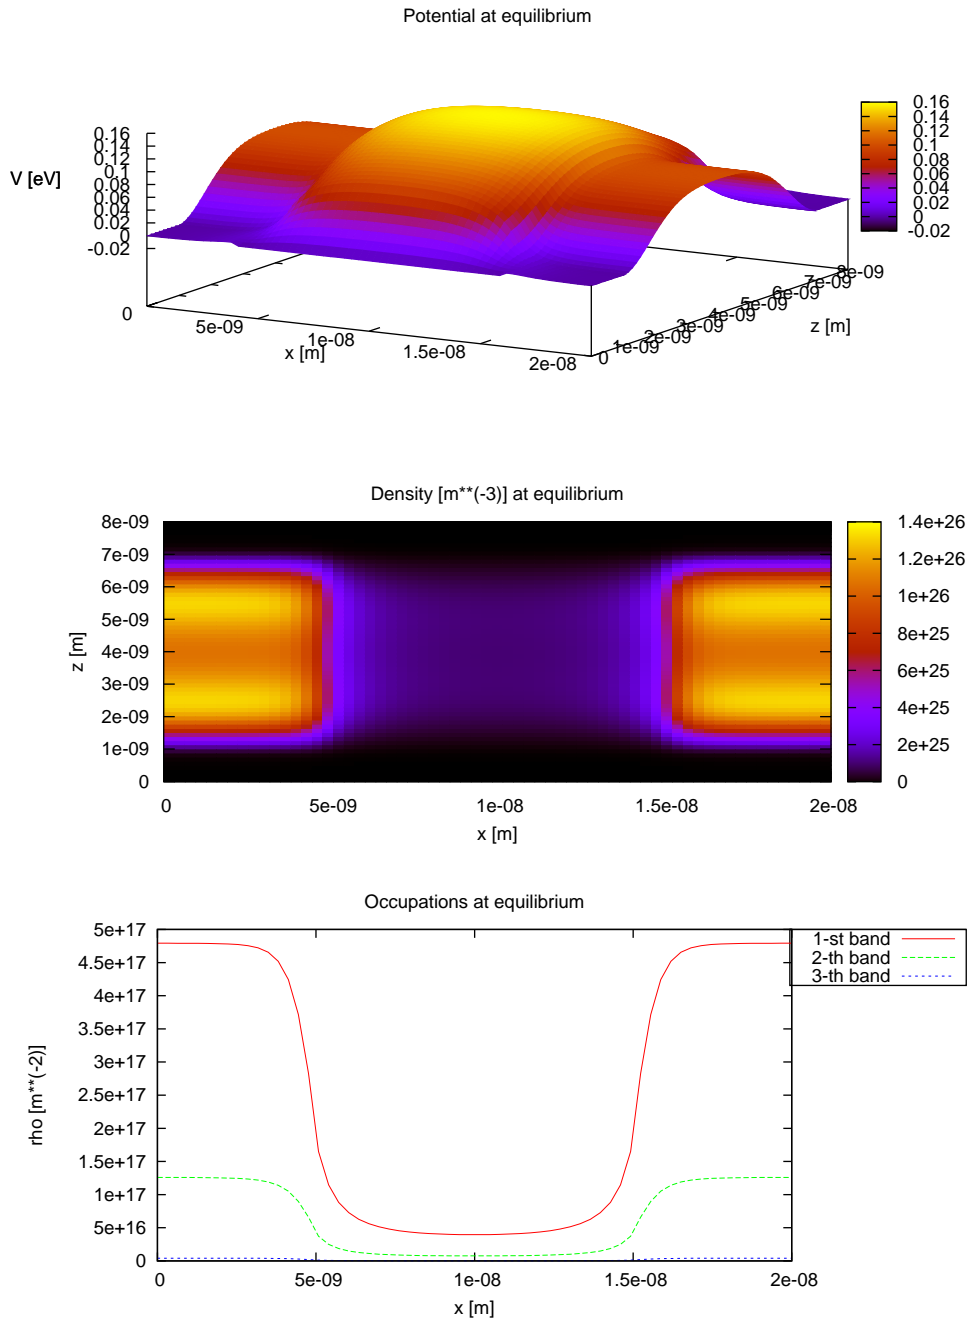 Potential at equilibrium
V [eV]
0.16
0.14
0.12
0.1
0.08
0.06
0.04
0.02
0
-0.02
0.16
0.14
0.12
0.1
0.08
0.06
0.04
0.02
0
-0.02
0
5e-09
1e-08
1.5e-08
2e-08
x [m]
0
1e-09
2e-09
3e-09
4e-09
5e-09
6e-09
7e-09
8e-09
z [m]
Density [m**(-3)] at equilibrium
8e-09
7e-09
6e-09
5e-09
4e-09
3e-09
2e-09
1e-09
0
z [m]
0 5e-09 1e-08 1.5e-08 2e-08
x [m]
1.4e+26
1.2e+26
1e+26
8e+25
6e+25
4e+25
2e+25
0
Occupations at equilibrium
5e+17
4.5e+17
4e+17
3.5e+17
3e+17
2.5e+17
2e+17
1.5e+17
1e+17
5e+16
0
rho [m**(-2)]
1-st band
2-th band
3-th band
0 5e-09 1e-08 1.5e-08 2e-08
x [m]